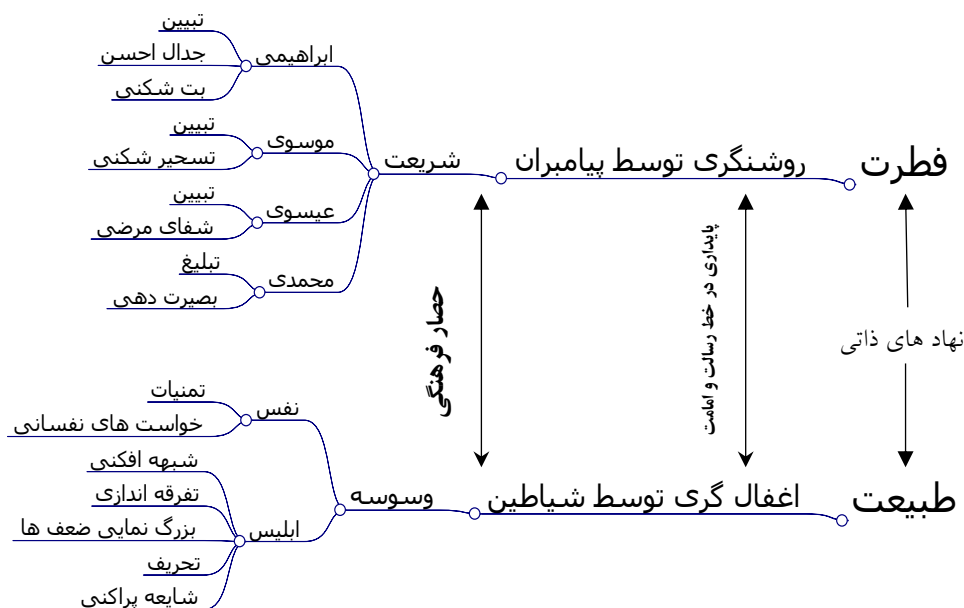 فطرت
روشنگری توسط پیامبران
شریعت
ابراهیمی
تبیین
جدال احسن
بت شکنی
موسوی
تبیین
تسحیر شکنی
عیسوی
تبیین
شفای مرضی
محمدی
تبلیغ
بصیرت دهی
نهاد های ذاتی
پایداری در خط رسالت و امامت
حصار فرهنگی
طبیعت
اغفال گری توسط شیاطین
وسوسه
نفس
تمنیات
خواست های نفسانی
ابلیس
شبهه افکنی
تفرقه اندازی
بزرگ نمایی ضعف ها
تحریف
شایعه پراکنی